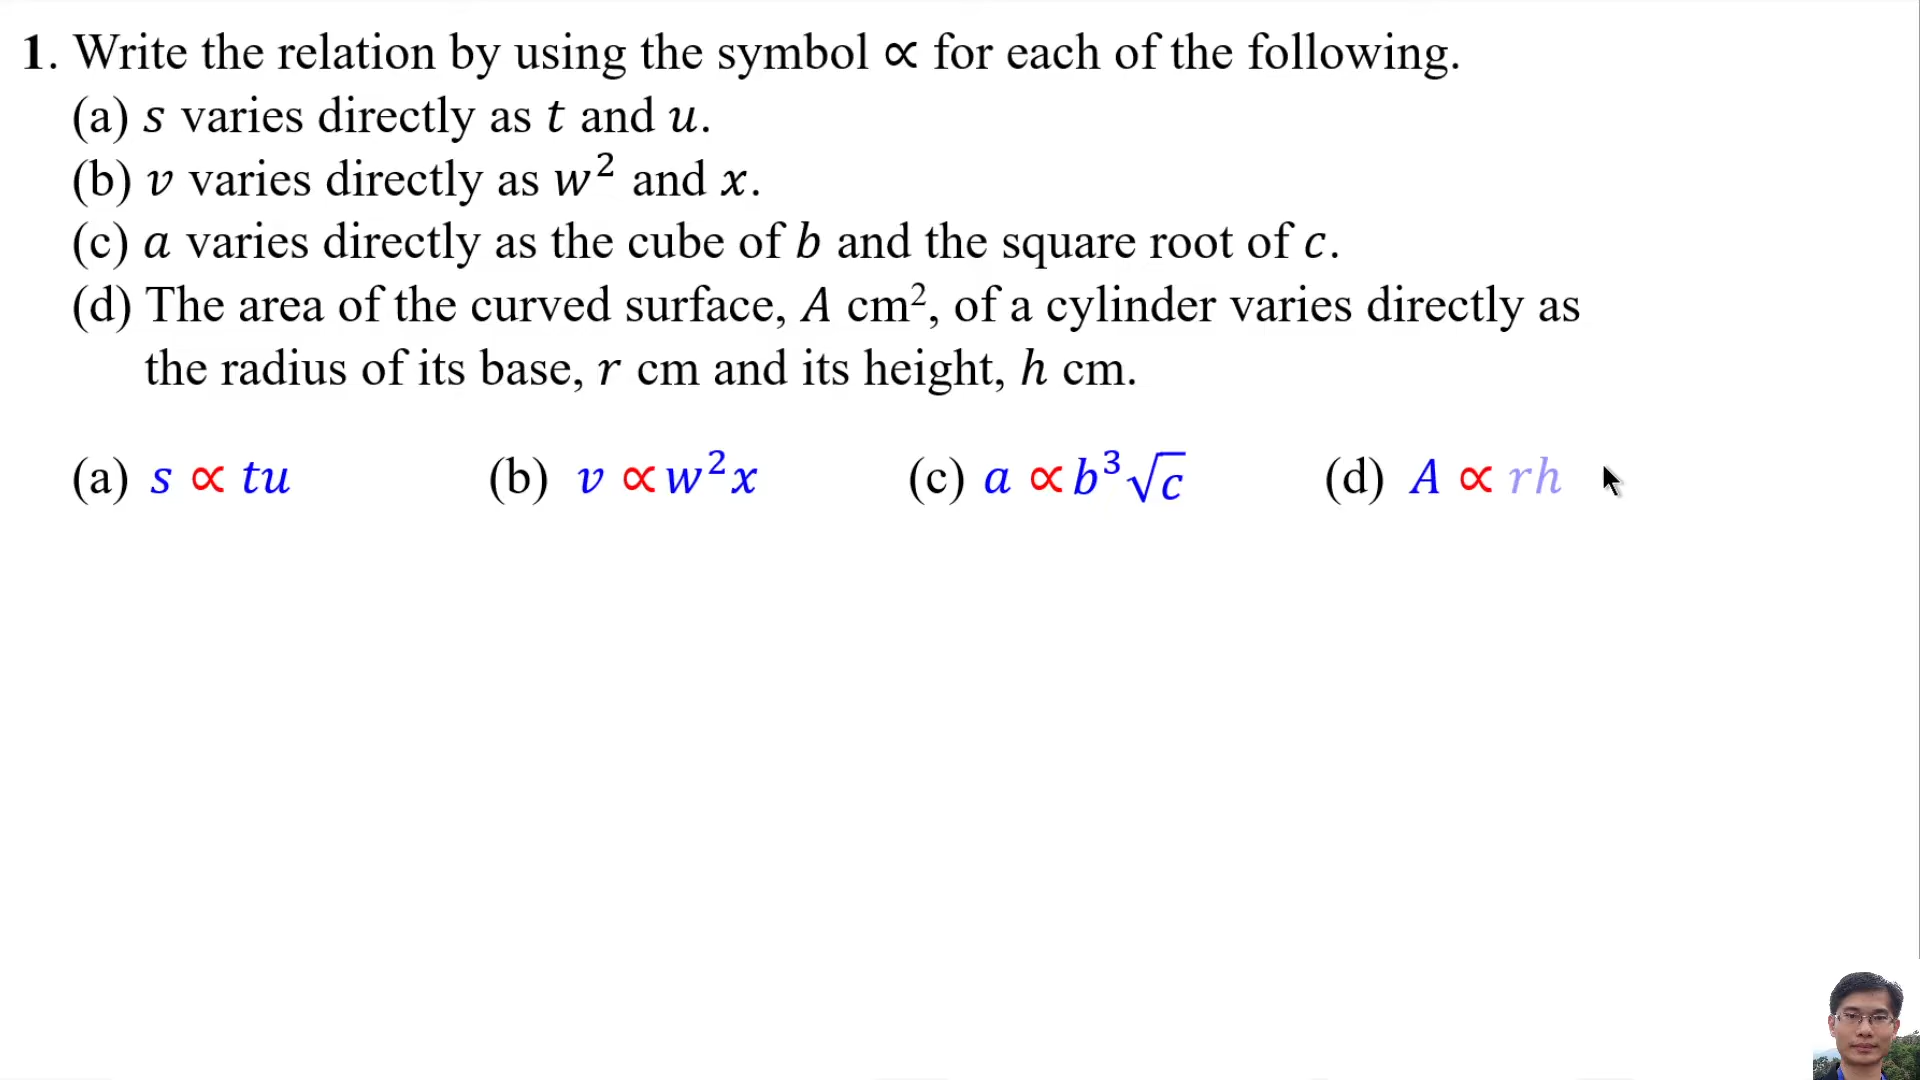 1. Write the relation by using the symbol ∝ for each of the following.
(a) s varies directly as t and u.
(b) v varies directly as w² and x.
(c) a varies directly as the cube of b and the square root of c.
(d) The area of the curved surface, A cm², of a cylinder varies directly as
the radius of its base, r cm and its height, h cm.
(a) s ∝ tu (b) v ∝ w²x (c) a ∝ b³√c (d) A ∝ rh